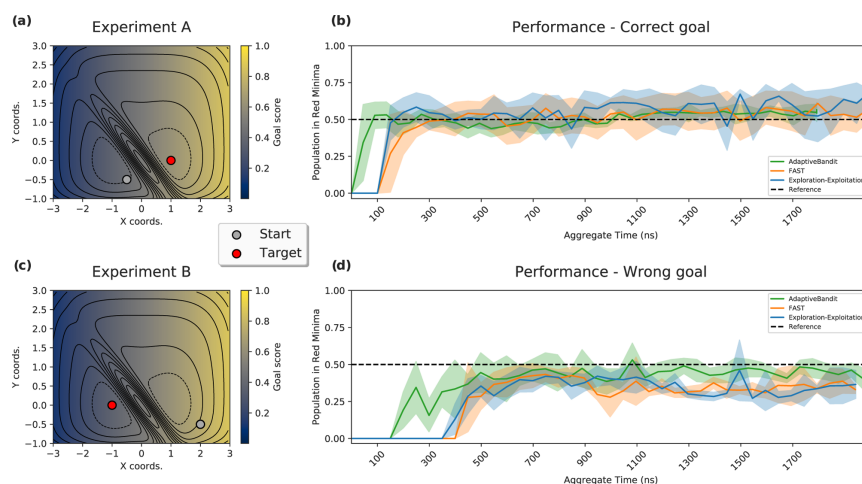 (a)
Experiment A
3.0
2.5
2.0
1.5
1.0
0.5
0.0
−0.5
−1.0
Y coords.
−3 −2 −1 0 1 2 3
X coords.
1.0
0.8
0.6
0.4
0.2
Goal score
(b)
Performance - Correct goal
1.00
0.75
0.50
0.25
0.00
Population in Red Minima
100 300 500 700 900 1100 1300 1500 1700
Aggregate Time (ns)
AdaptiveBandit
FAST
Exploration-Exploitation
Reference
Start
Target
(c)
Experiment B
3.0
2.5
2.0
1.5
1.0
0.5
0.0
−0.5
−1.0
Y coords.
−3 −2 −1 0 1 2 3
X coords.
1.0
0.8
0.6
0.4
0.2
Goal score
(d)
Performance - Wrong goal
1.00
0.75
0.50
0.25
0.00
Population in Red Minima
100 300 500 700 900 1100 1300 1500 1700
Aggregate Time (ns)
AdaptiveBandit
FAST
Exploration-Exploitation
Reference